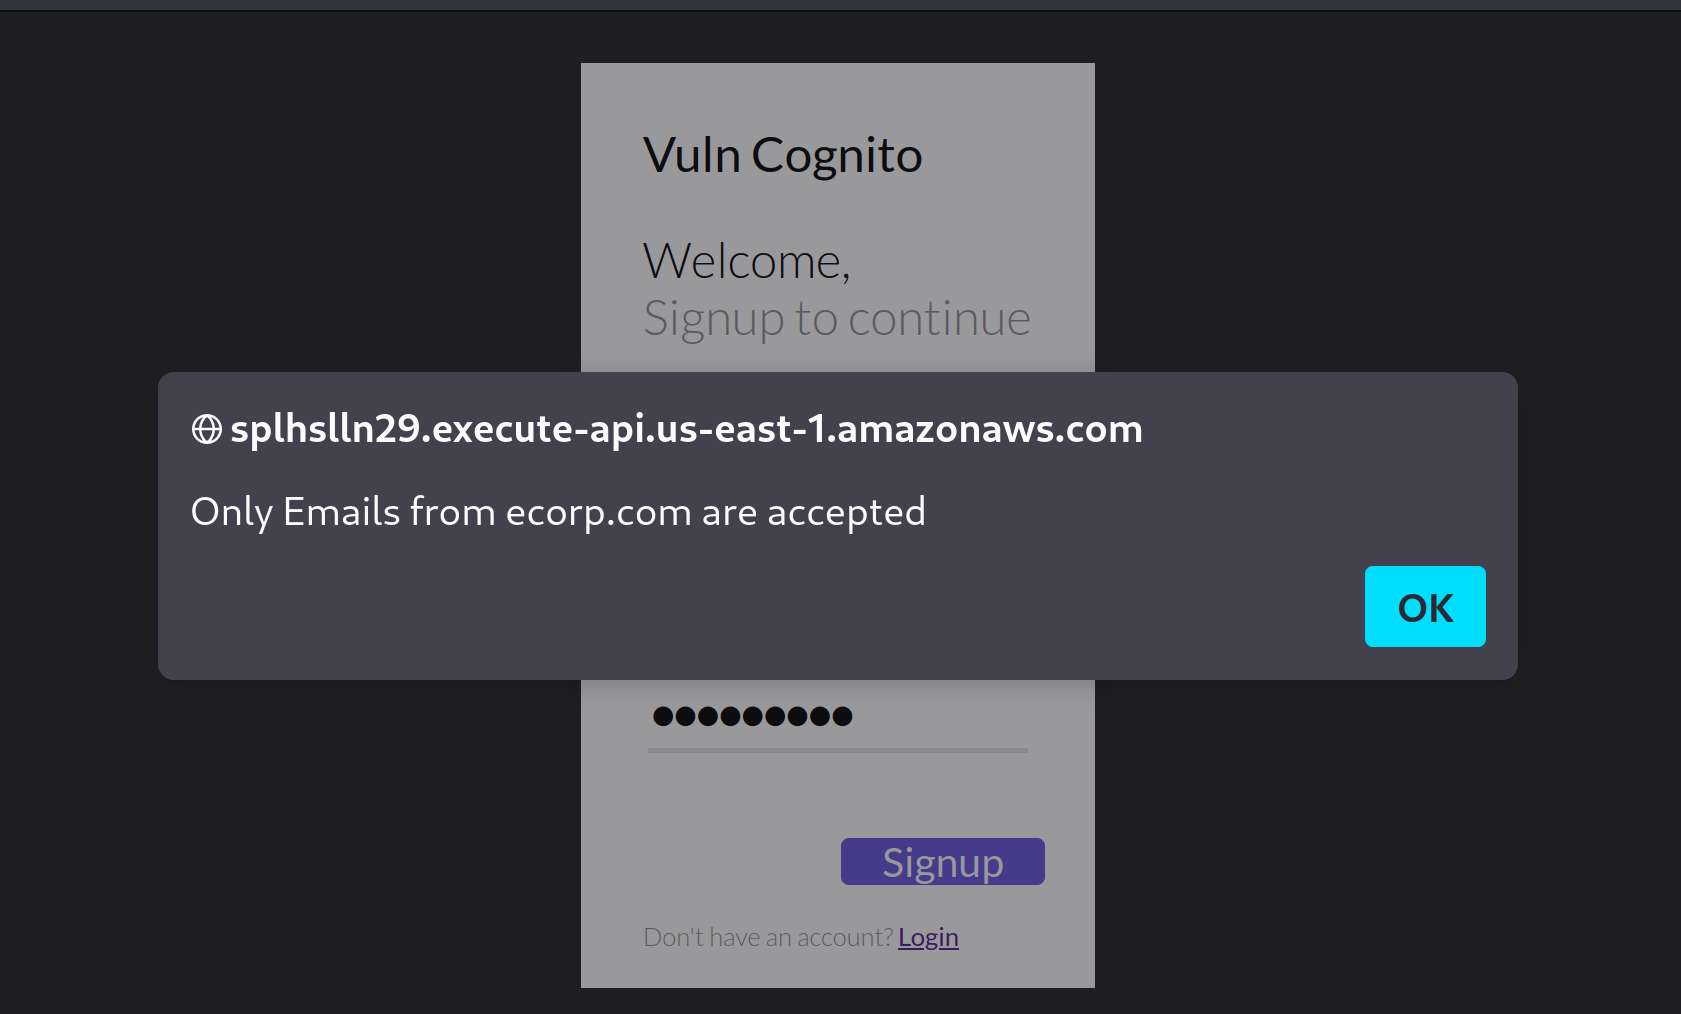 Vuln Cognito
Welcome,
Signup to continue
splhslln29.execute-api.us-east-1.amazonaws.com
Only Emails from ecorp.com are accepted
OK
Signup
Don't have an account? Login